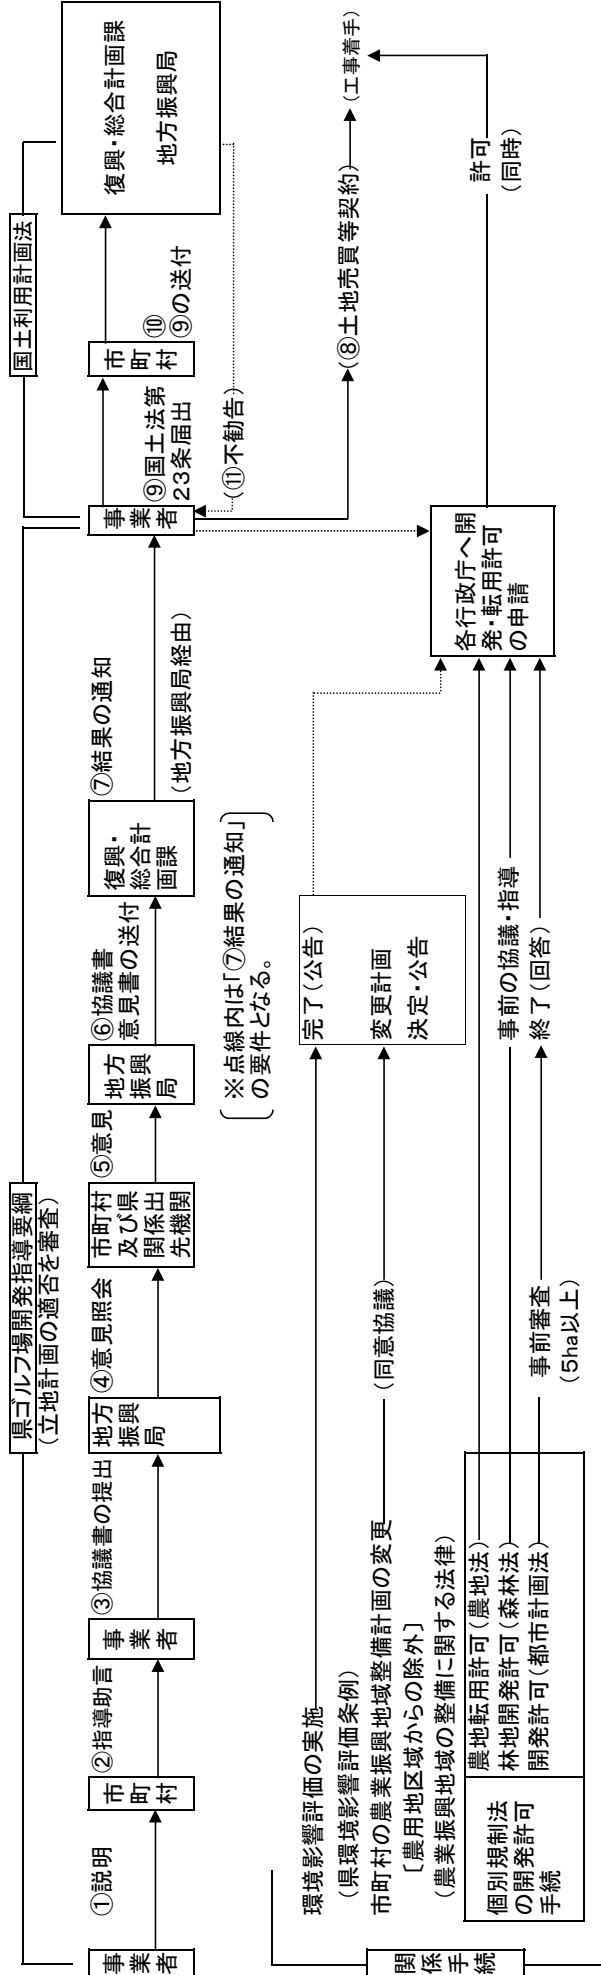 県ゴルフ場開発指導要綱
(立地計画の適否を審査)
国土利用計画法
事業者
①説明
市町村
②指導助言
事業者
③協議書の提出
地方
振興
局
④意見照会
市町村
及び県
関係出
先機関
⑤意見
地方
振興
局
⑥協議書
意見書の送付
復興・
総合計
画課
⑦結果の通知
(地方振興局経由)
事業者
⑨国土法第
23条届出
市町村
⑩
⑨の送付
復興・総合計画課
地方振興局
(⑪不勧告)
(⑧土地売買等契約)
(工事着手)
※点線内は「⑦結果の通知」
の要件となる。
関係手続
環境影響評価の実施
(県環境影響評価条例)
完了(公告)
市町村の農業振興地域整備計画の変更
[農用地区域からの除外]
(農業振興地域の整備に関する法律)
(同意協議)
変更計画
決定・公告
個別規制法
の開発許可
手続
農地転用許可(農地法)
林地開発許可(森林法)
開発許可(都市計画法)
事前審査
(5ha以上)
事前の協議・指導
終了(回答)
各行政庁へ開
発・転用許可
の申請
許可
(同時)